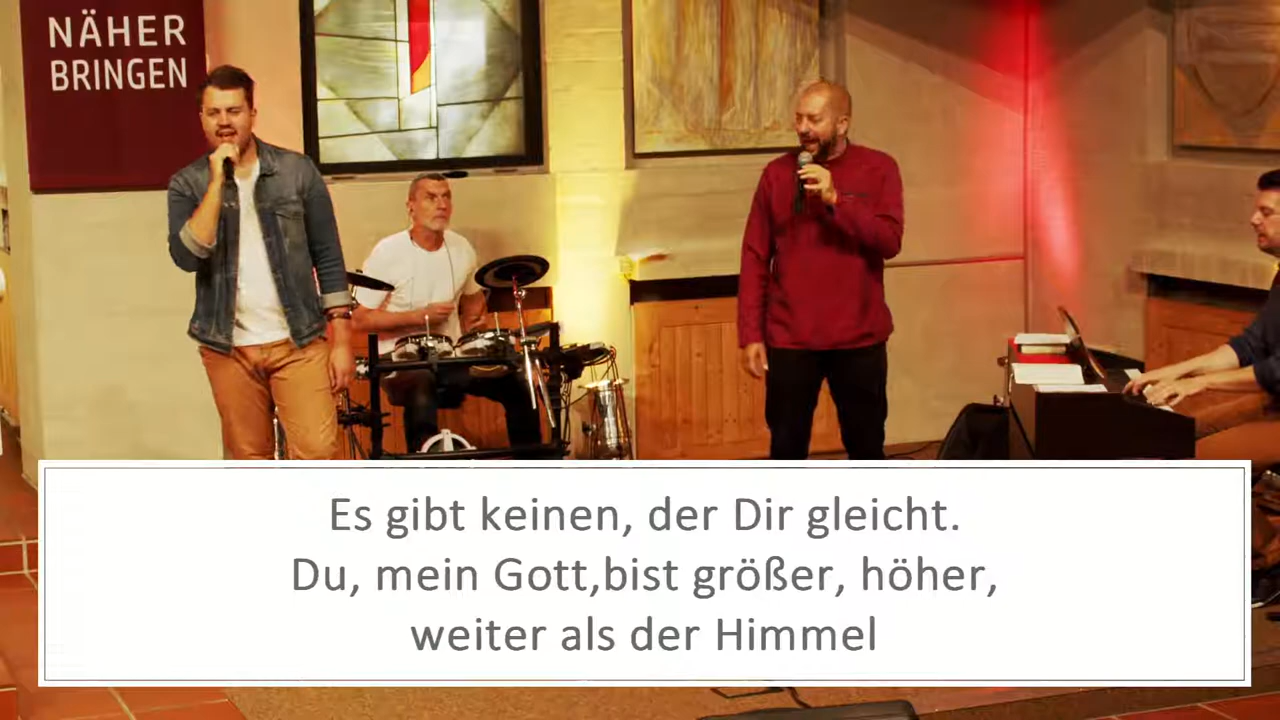 NÄHER
BRINGEN
Es gibt keinen, der Dir gleicht.
Du, mein Gott,bist größer, höher,
weiter als der Himmel